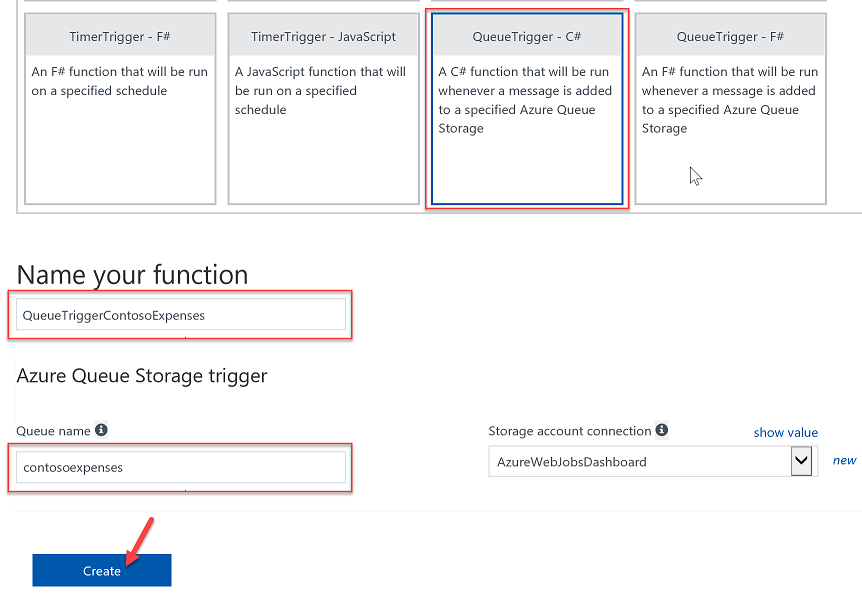 TimerTrigger - F#
TimerTrigger - JavaScript
QueueTrigger - C#
QueueTrigger - F#
An F# function that will be run
on a specified schedule
A JavaScript function that will
be run on a specified
schedule
A C# function that will be run
whenever a message is added
to a specified Azure Queue
Storage
An F# function that will be run
whenever a message is added
to a specified Azure Queue
Storage
Name your function
QueueTriggerContosoExpenses
Azure Queue Storage trigger
Queue name
contosoexpenses
Storage account connection
show value
AzureWebJobsDashboard
new
Create